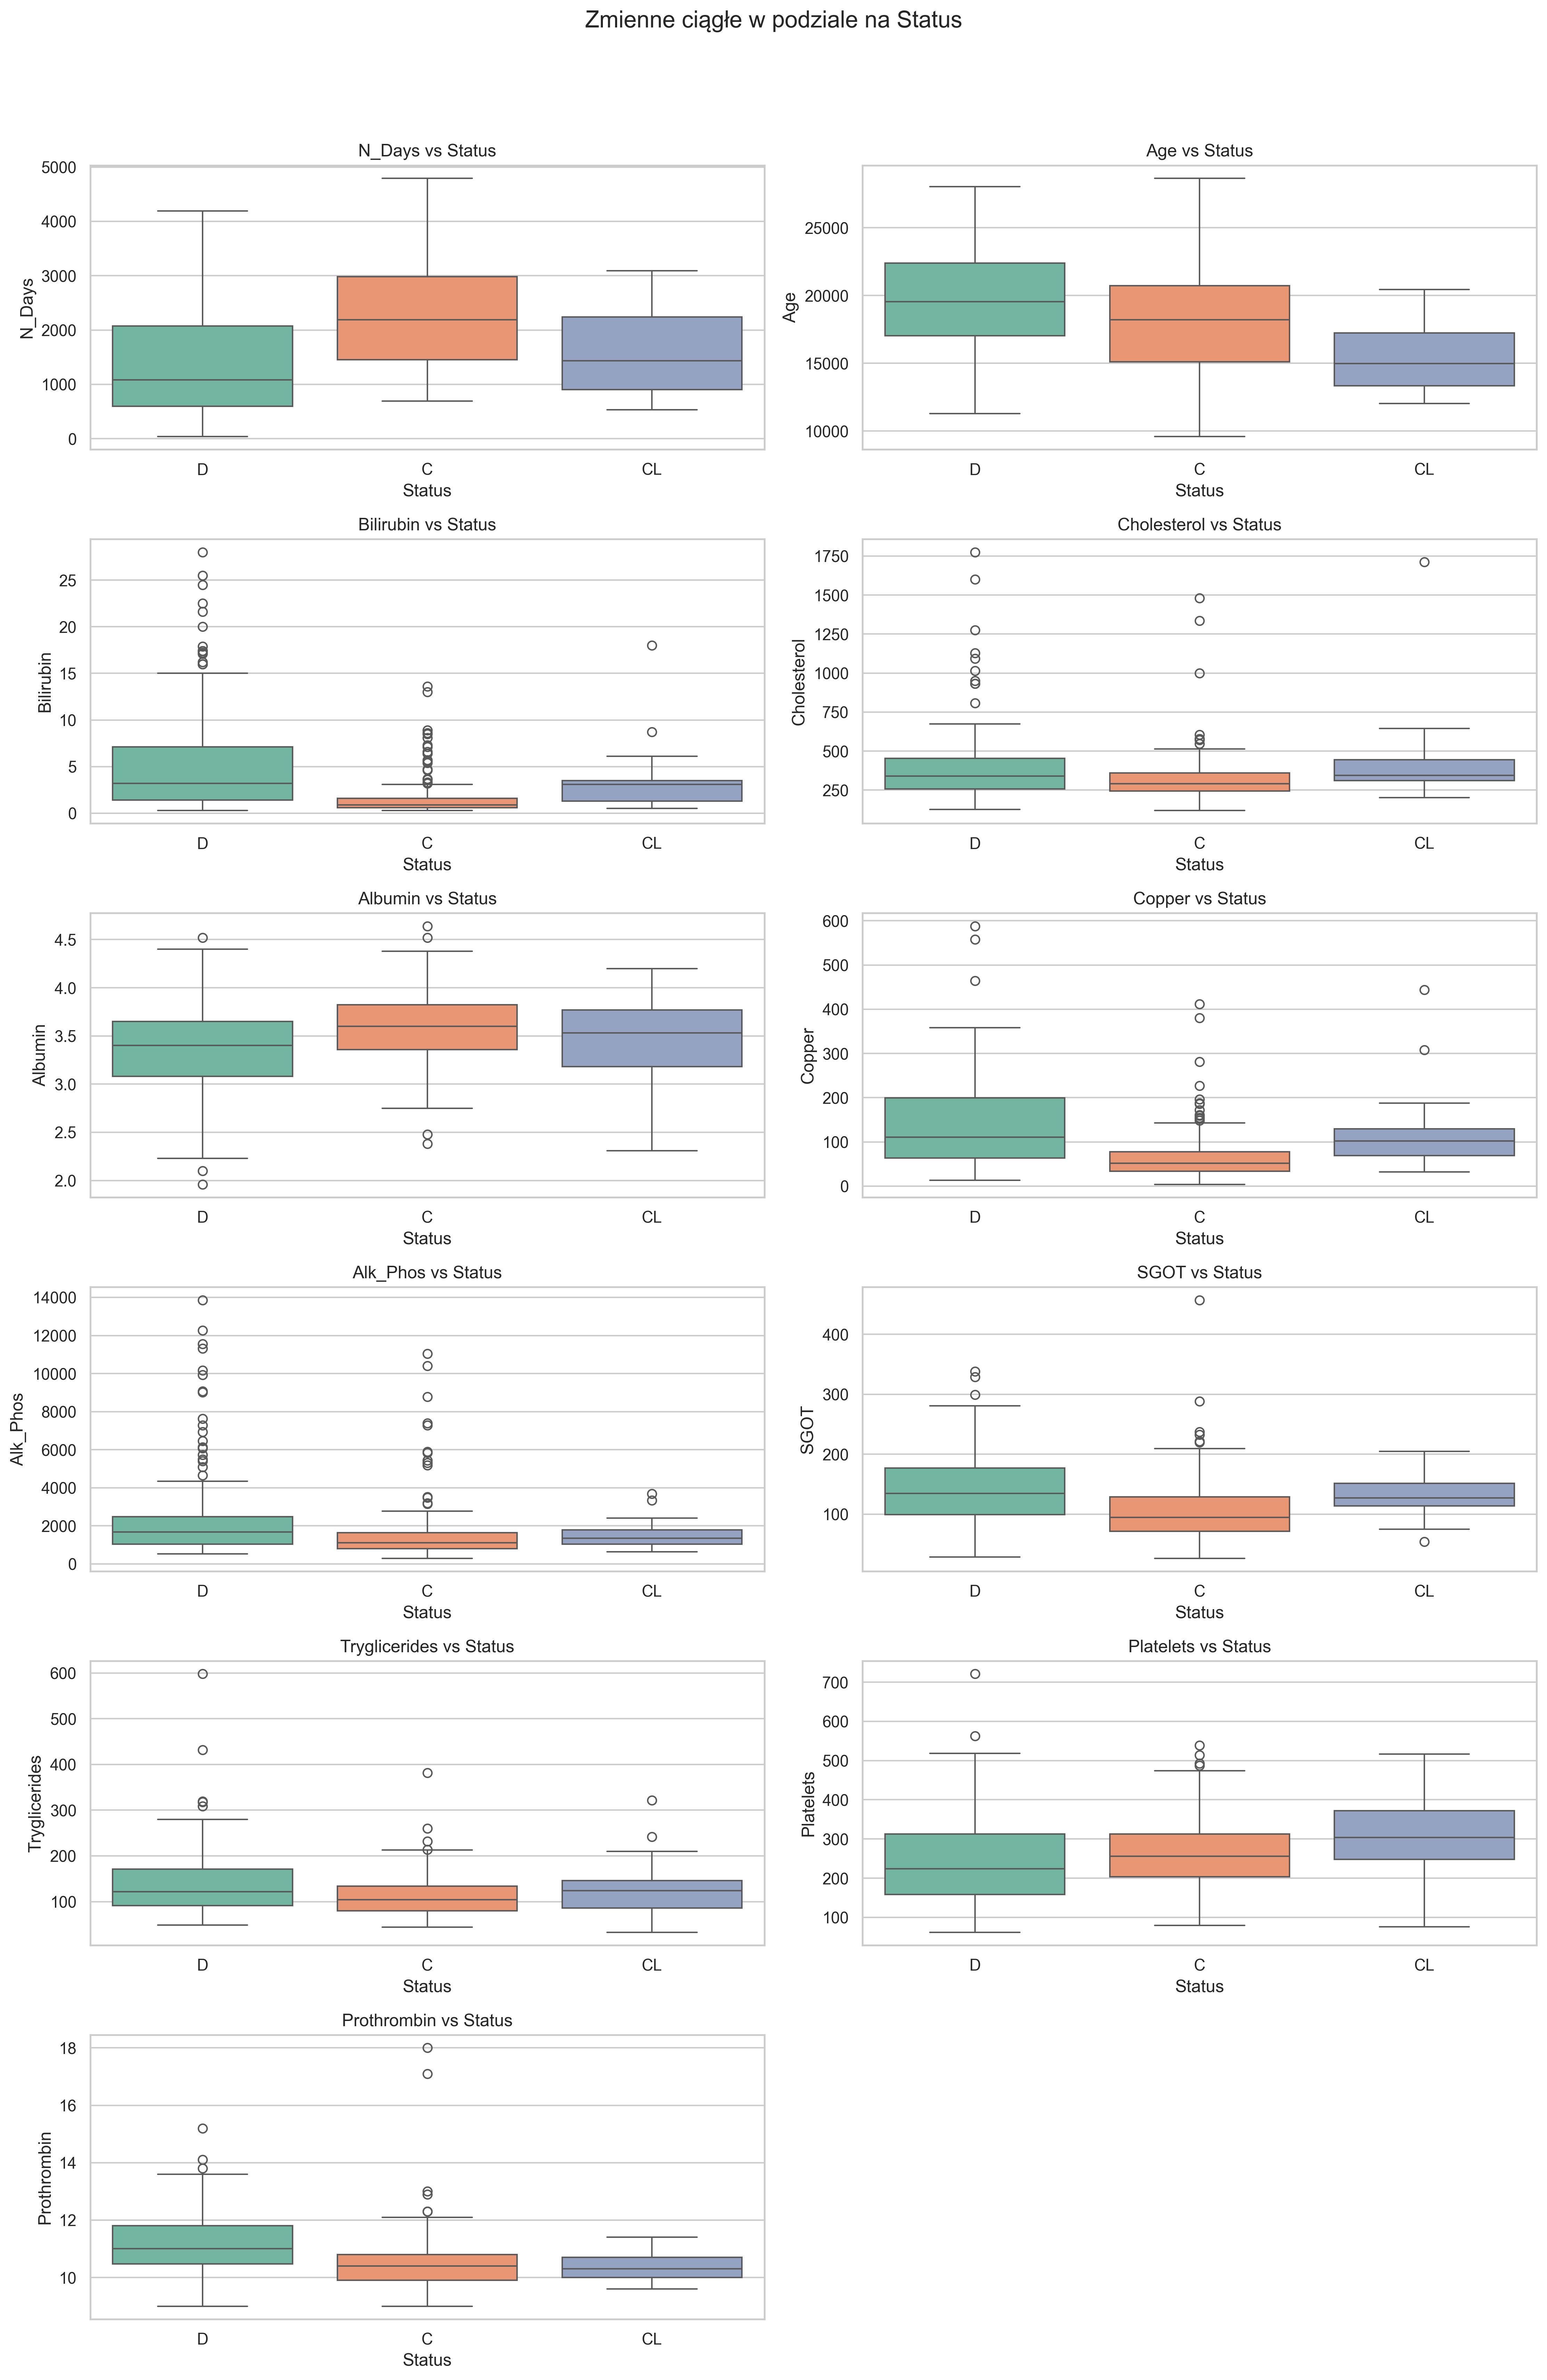 Zmienne ciągłe w podziale na Status
N_Days vs Status
N_Days
5000
4000
3000
2000
1000
0
D C CL
Status
Age vs Status
Age
25000
20000
15000
10000
D C CL
Status
Bilirubin vs Status
Bilirubin
25
20
15
10
5
0
D C CL
Status
Cholesterol vs Status
Cholesterol
1750
1500
1250
1000
750
500
250
D C CL
Status
Albumin vs Status
Albumin
4.5
4.0
3.5
3.0
2.5
2.0
D C CL
Status
Copper vs Status
Copper
600
500
400
300
200
100
0
D C CL
Status
Alk_Phos vs Status
Alk_Phos
14000
12000
10000
8000
6000
4000
2000
0
D C CL
Status
SGOT vs Status
SGOT
400
300
200
100
D C CL
Status
Tryglicerides vs Status
Tryglicerides
600
500
400
300
200
100
D C CL
Status
Platelets vs Status
Platelets
700
600
500
400
300
200
100
D C CL
Status
Prothrombin vs Status
Prothrombin
18
16
14
12
10
D C CL
Status